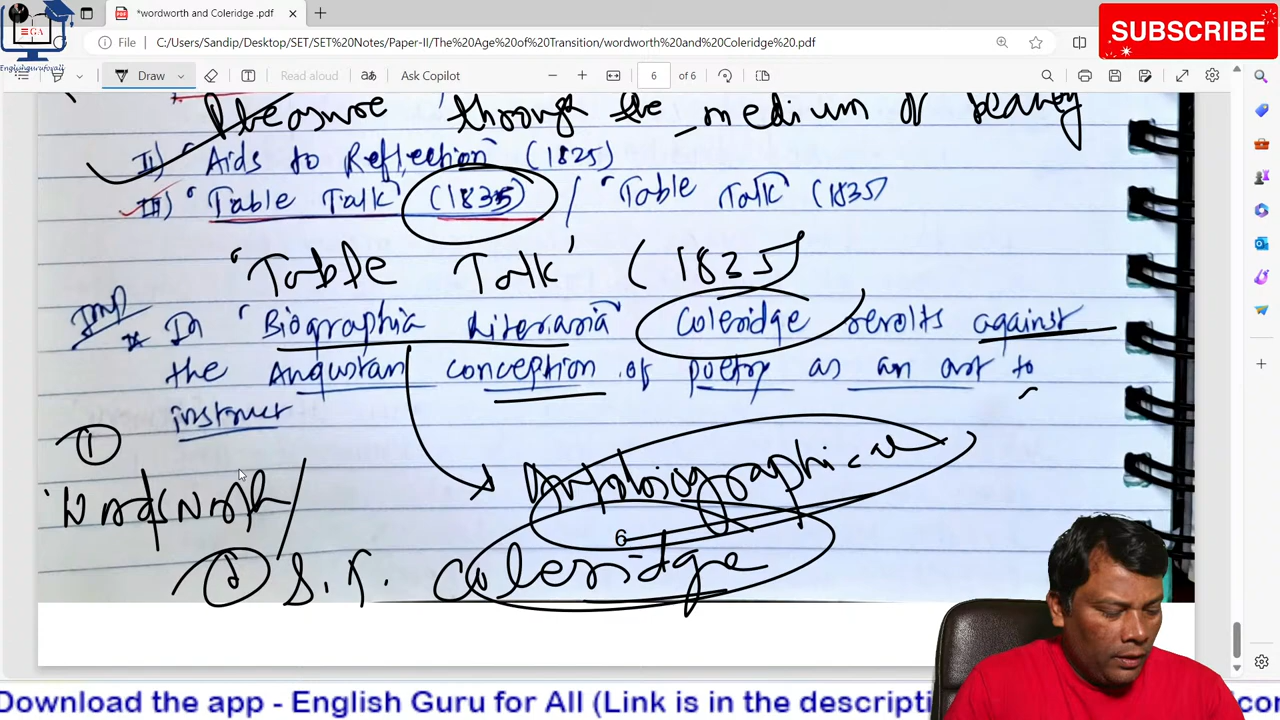 *wordworth and Coleridge .pdf
EGA
Englishguruforall
File C:/Users/Sandip/Desktop/SET/SET%20Notes/Paper-II/The%20Age%20of%20Transition/wordworth%20and%20Coleridge%20.pdf
SUBSCRIBE
Draw Read aloud Ask Copilot 6 of 6
Pleasure through the medium of beauty
II) "Aids to Reflection" (1825)
III) "Table Talk" (1835) / "Table Talk" (1835)
'Table Talk' (1835)
Imp
* In "Biographia Literaria" Coleridge revolts against
the Angustan conception of poetry as an art to
instruct
① Autobiographical
Wordsworth /
6
② S. T. Coleridge
Download the app - English Guru for All (Link is in the descripti